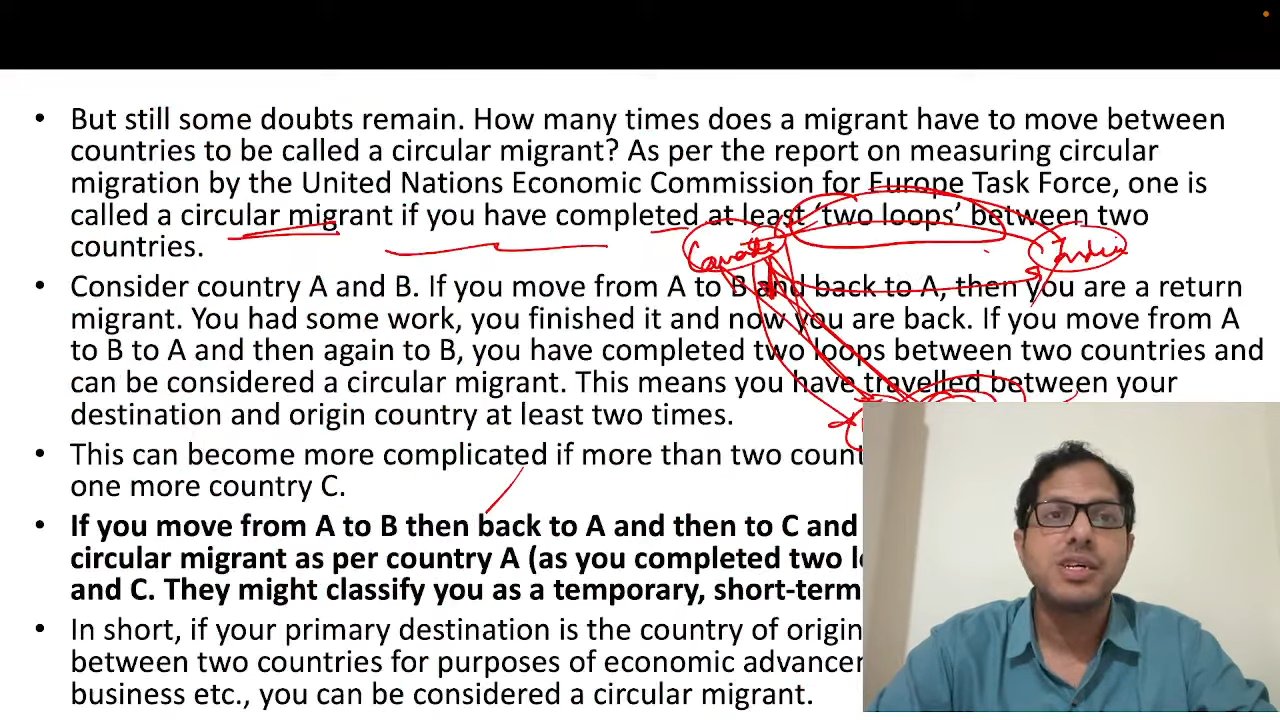 • But still some doubts remain. How many times does a migrant have to move between
countries to be called a circular migrant? As per the report on measuring circular
migration by the United Nations Economic Commission for Europe Task Force, one is
called a circular migrant if you have completed at least ‘two loops’ between two
countries.
• Consider country A and B. If you move from A to B and back to A, then you are a return
migrant. You had some work, you finished it and now you are back. If you move from A
to B to A and then again to B, you have completed two loops between two countries and
can be considered a circular migrant. This means you have travelled between your
destination and origin country at least two times.
• This can become more complicated if more than two
one more country C.
• If you move from A to B then back to A and then to C and
circular migrant as per country A (as you completed two
and C. They might classify you as a temporary, short-term
• In short, if your primary destination is the country of origin
between two countries for purposes of economic
business etc., you can be considered a circular migrant.
India